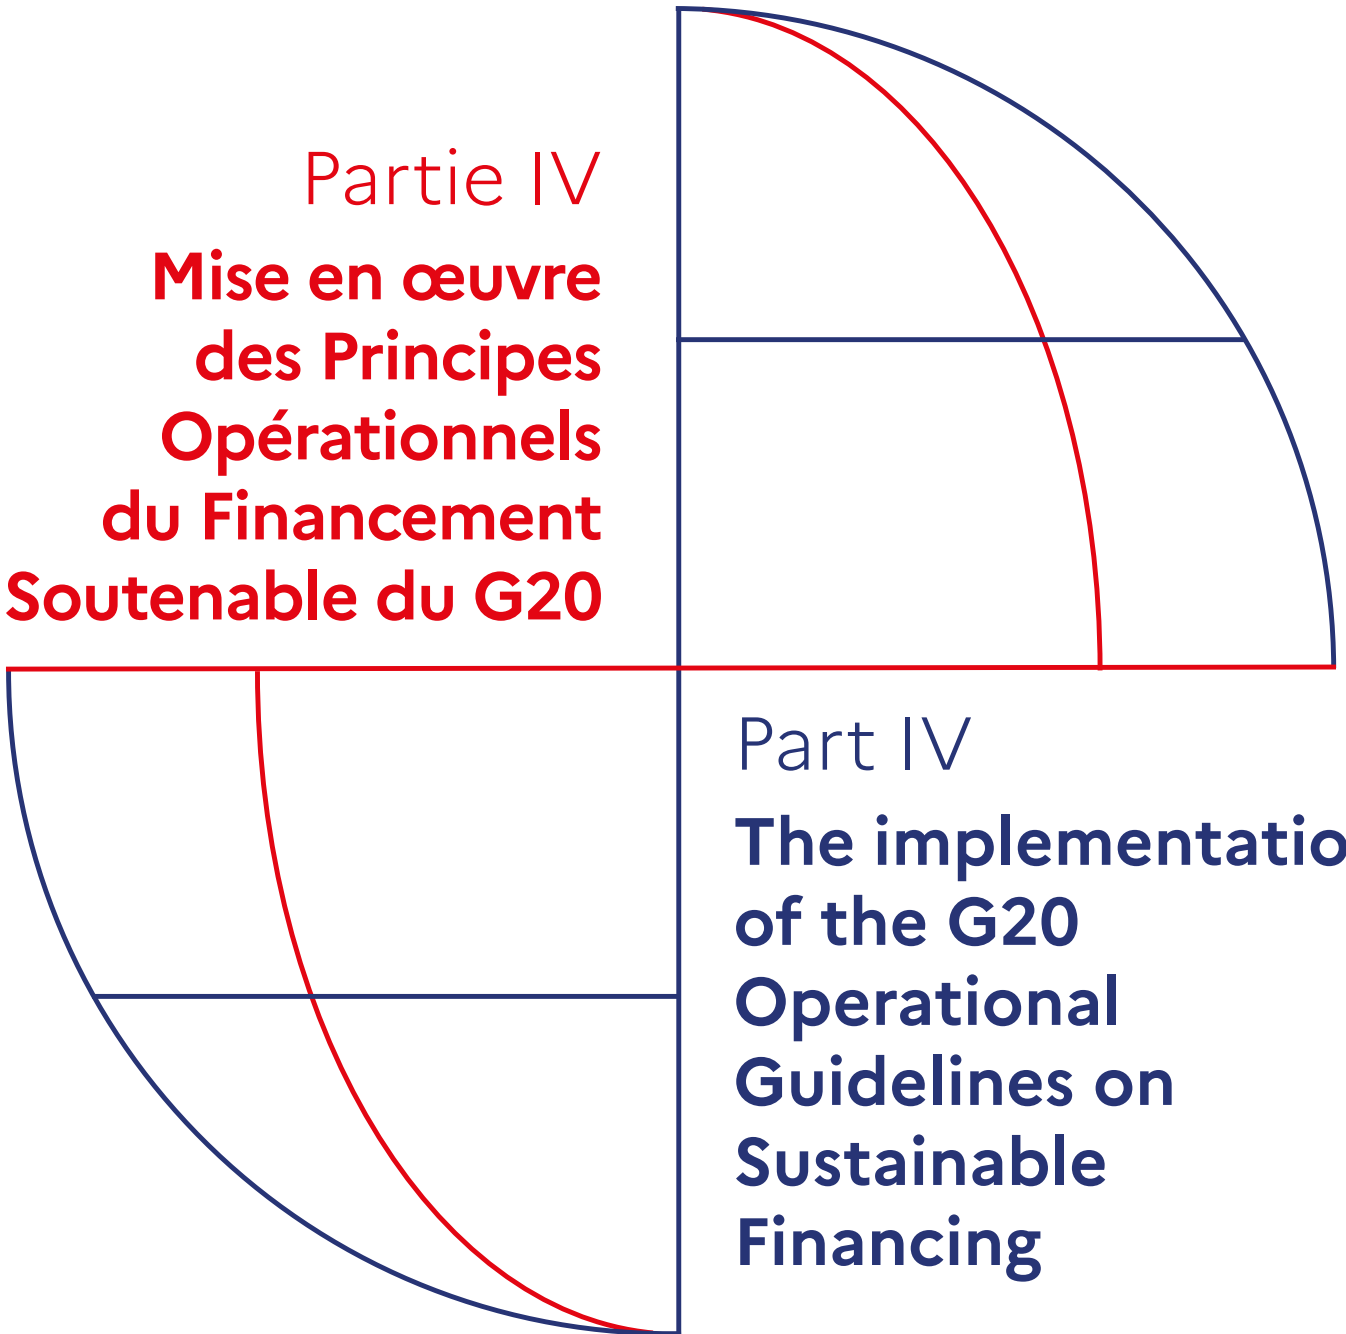 Partie IV
Mise en œuvre
des Principes
Opérationnels
du Financement
Soutenable du G20
Part IV
The implementatio
of the G20
Operational
Guidelines on
Sustainable
Financing